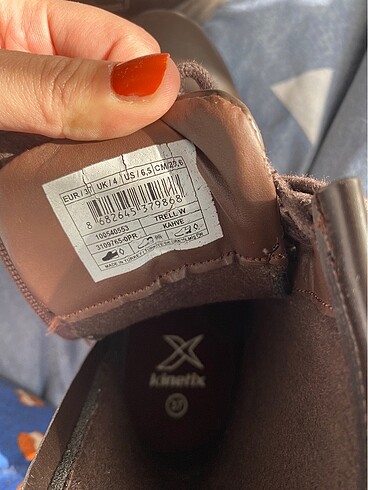 EUR / 37 UK / 4 US / 6,5 CM/23,8
8 682645 379868
100540553 TRELL W
3109765-0PR KAHVE
kinetix
37